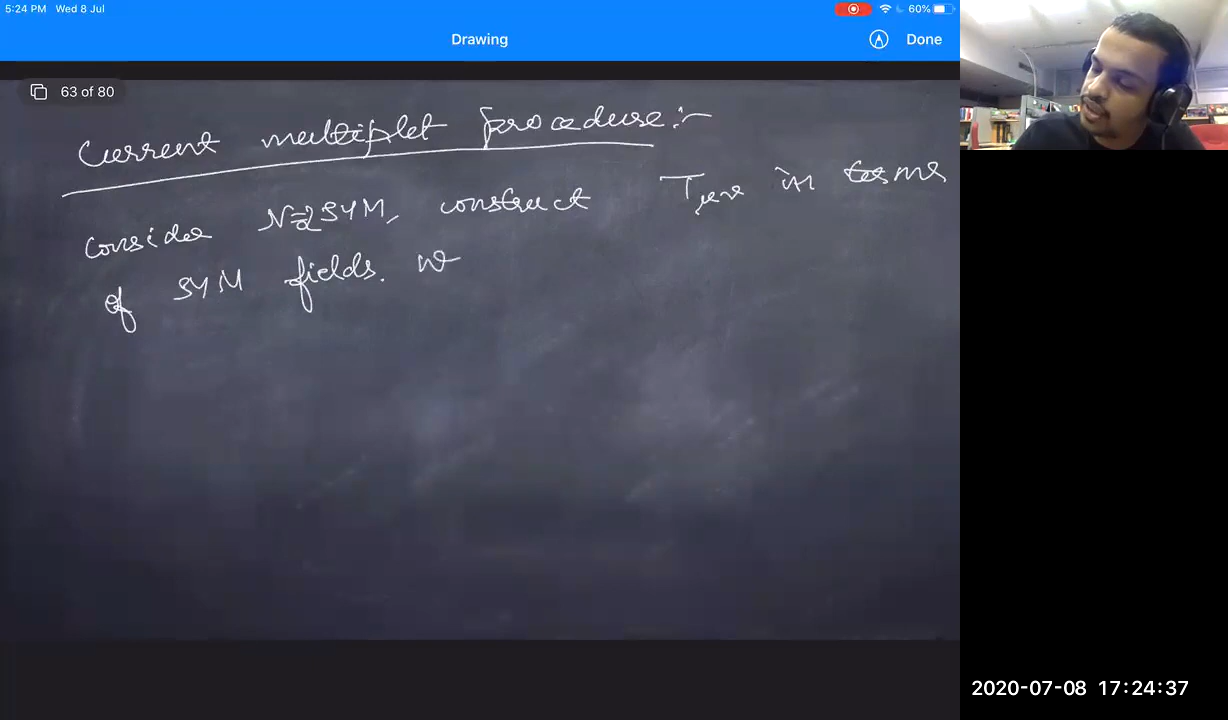 5:24 PM Wed 8 Jul
60%
Drawing
Done
63 of 80
Current multiplet procedure:-
Consider N=2 SYM, construct Tμν in terms
of SYM fields. W
2020-07-08 17:24:37